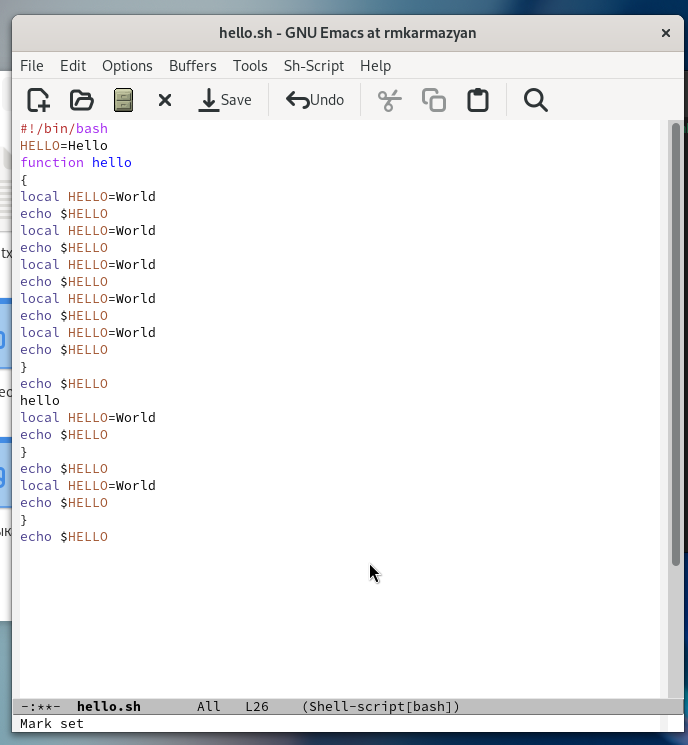 hello.sh - GNU Emacs at rmkarmazyan
File Edit Options Buffers Tools Sh-Script Help
Save Undo
#!/bin/bash
HELLO=Hello
function hello
{
local HELLO=World
echo $HELLO
local HELLO=World
echo $HELLO
local HELLO=World
echo $HELLO
local HELLO=World
echo $HELLO
local HELLO=World
echo $HELLO
}
echo $HELLO
hello
local HELLO=World
echo $HELLO
}
echo $HELLO
local HELLO=World
echo $HELLO
}
echo $HELLO
-:**- hello.sh All L26 (Shell-script[bash])
Mark set